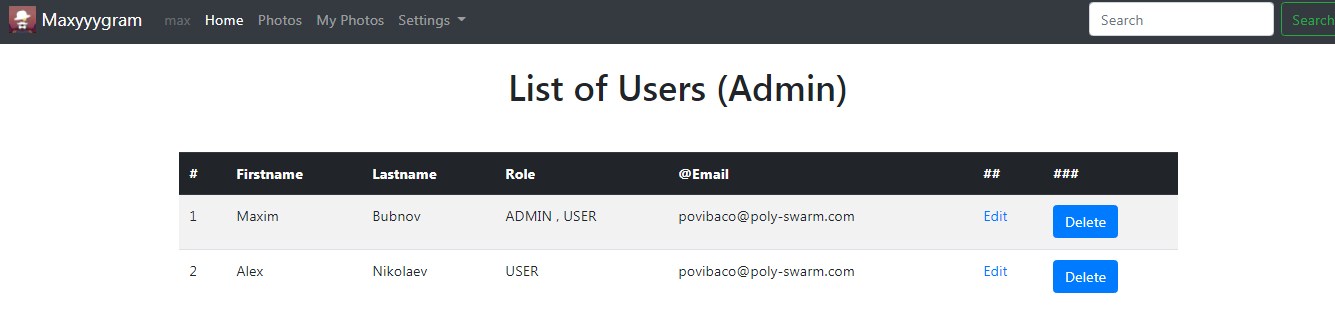 Maxyyygram max Home Photos My Photos Settings Search Search
List of Users (Admin)
# Firstname Lastname Role @Email ## ###
1 Maxim Bubnov ADMIN , USER povibaco@poly-swarm.com Edit Delete
2 Alex Nikolaev USER povibaco@poly-swarm.com Edit Delete